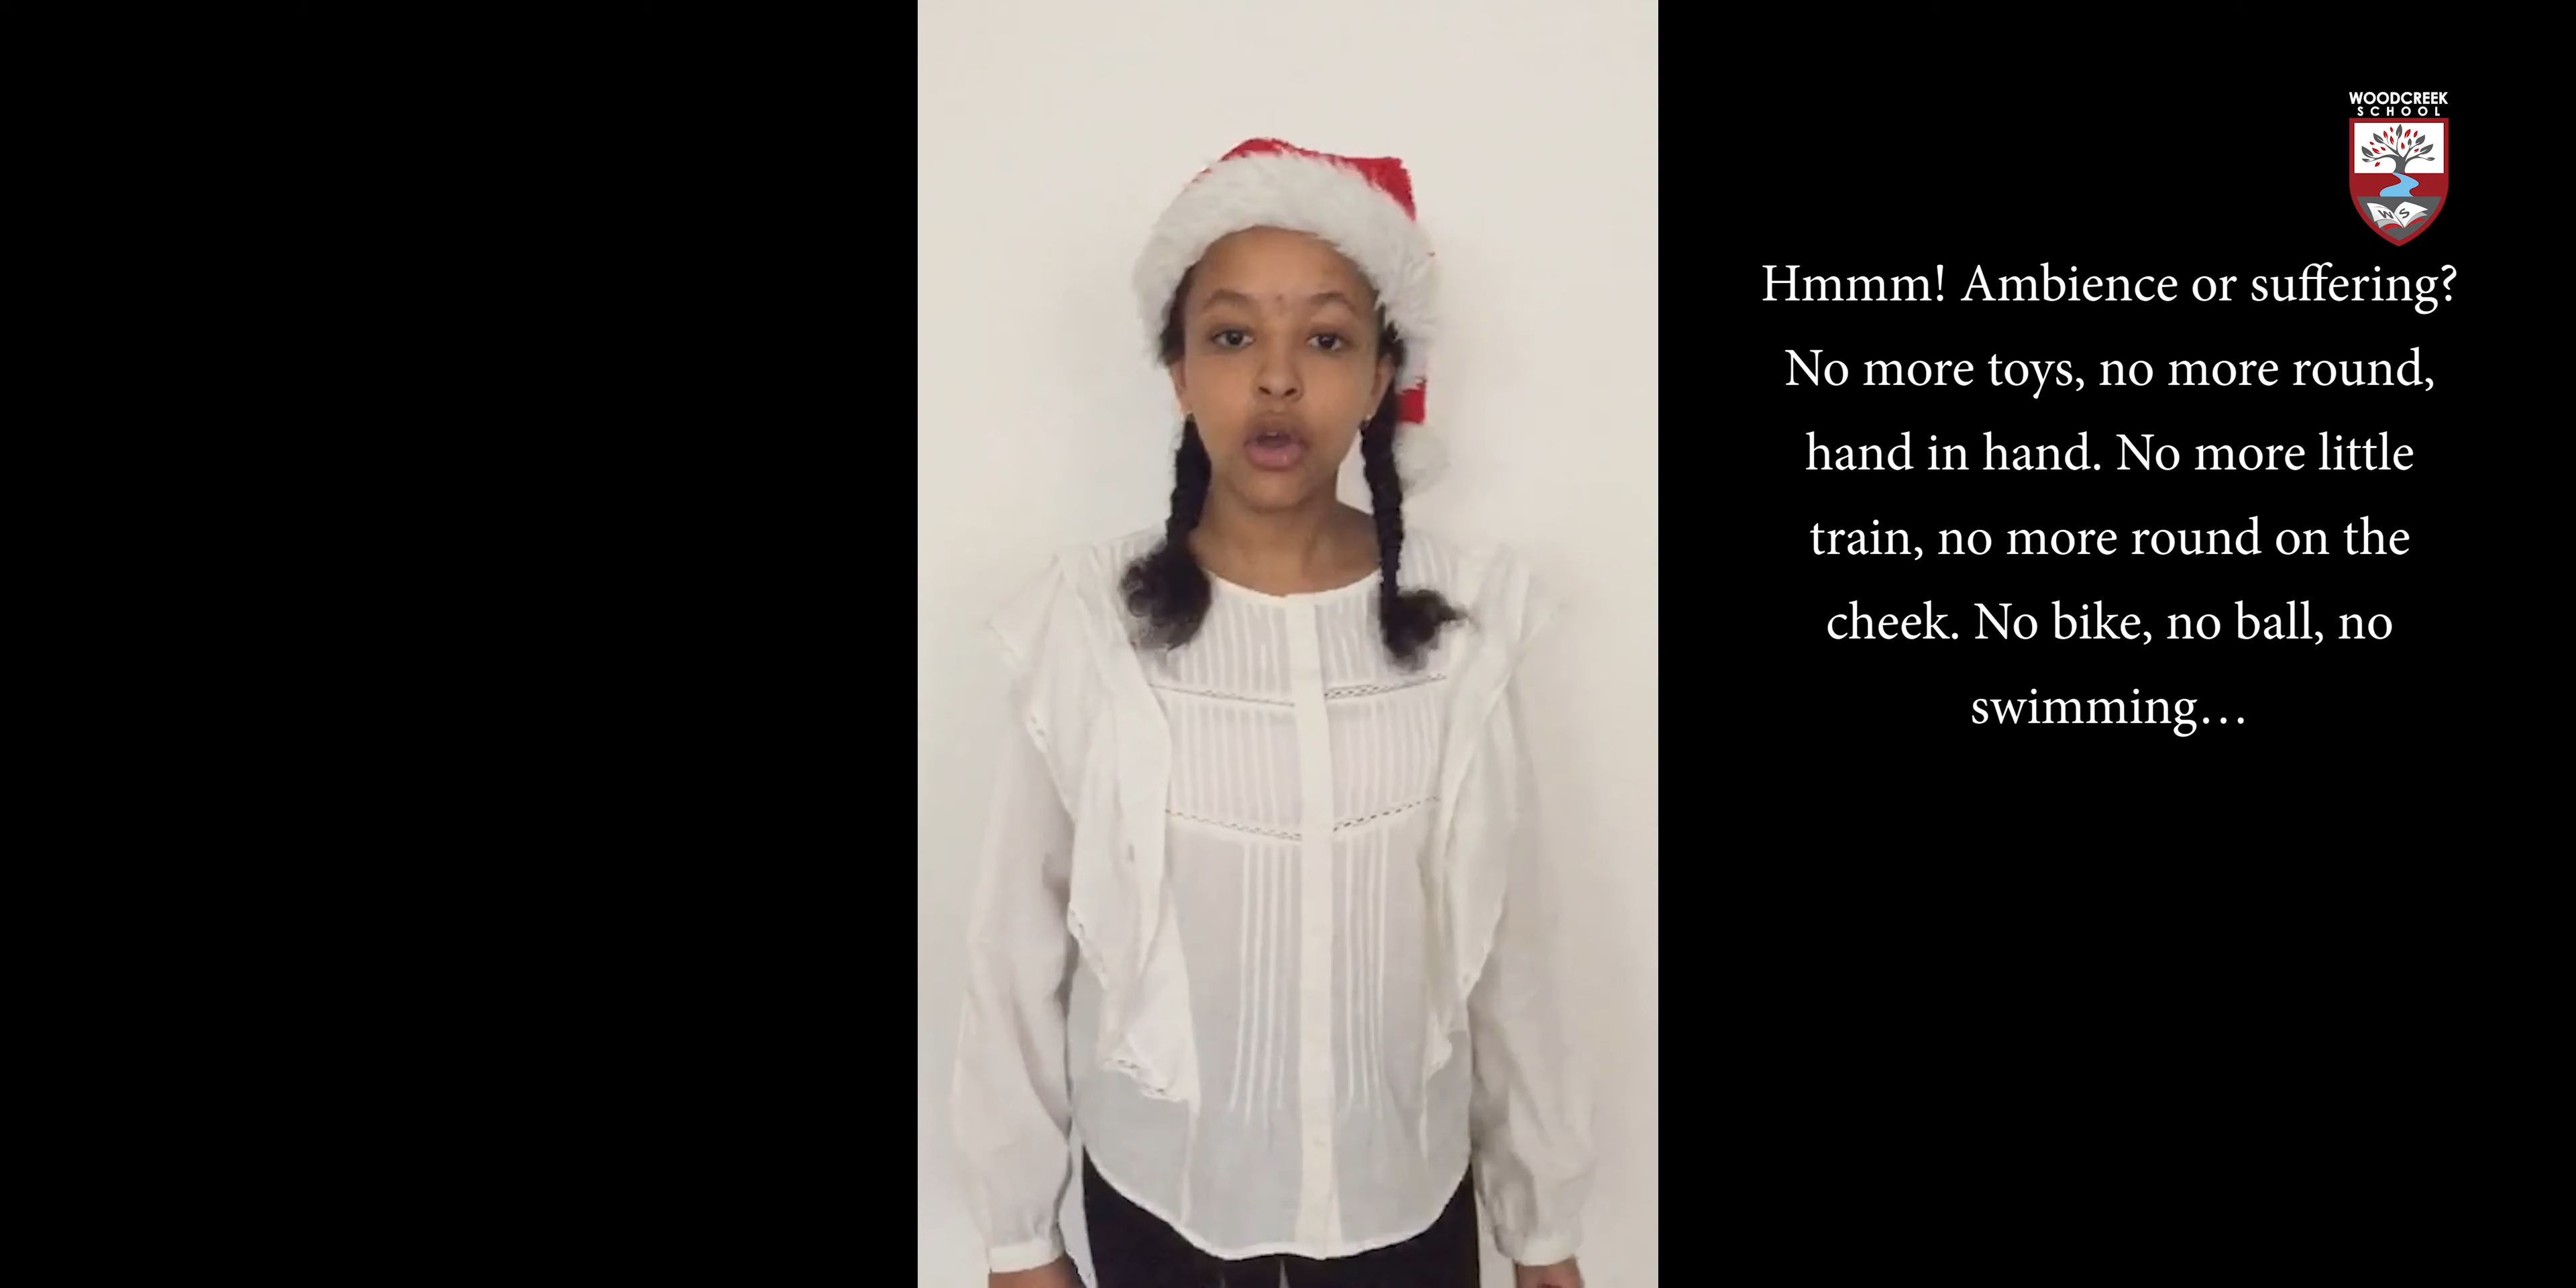 WOODCREEK
SCHOOL
W S
Hmmm! Ambience or suffering?
No more toys, no more round,
hand in hand. No more little
train, no more round on the
cheek. No bike, no ball, no
swimming…